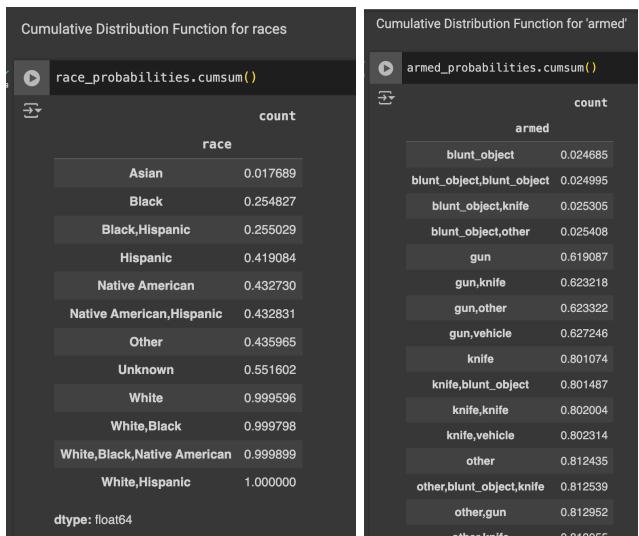 Cumulative Distribution Function for races
race_probabilities.cumsum()
count
race
Asian 0.017689
Black 0.254827
Black,Hispanic 0.255029
Hispanic 0.419084
Native American 0.432730
Native American,Hispanic 0.432831
Other 0.435965
Unknown 0.551602
White 0.999596
White,Black 0.999798
White,Black,Native American 0.999899
White,Hispanic 1.000000
dtype: float64
Cumulative Distribution Function for 'armed'
armed_probabilities.cumsum()
count
armed
blunt_object 0.024685
blunt_object,blunt_object 0.024995
blunt_object,knife 0.025305
blunt_object,other 0.025408
gun 0.619087
gun,knife 0.623218
gun,other 0.623322
gun,vehicle 0.627246
knife 0.801074
knife,blunt_object 0.801487
knife,knife 0.802004
knife,vehicle 0.802314
other 0.812435
other,blunt_object,knife 0.812539
other,gun 0.812952